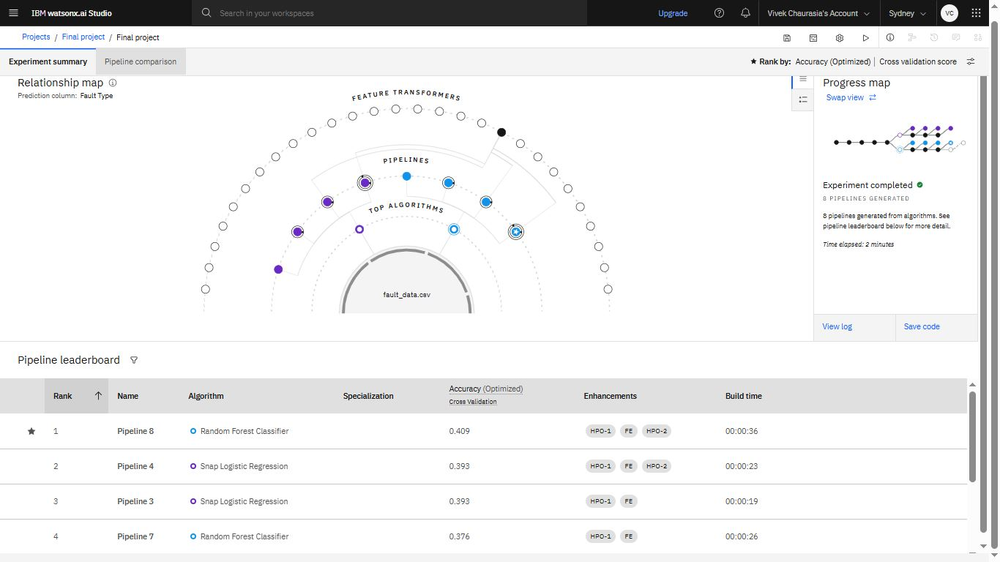 IBM watsonx.ai Studio
Search in your workspaces
Upgrade
Vivek Chaurasia's Account
Sydney
VC
Projects / Final project / Final project
Experiment summary
Pipeline comparison
Rank by: Accuracy (Optimized) | Cross validation score
Relationship map
Prediction column: Fault Type
FEATURE TRANSFORMERS
PIPELINES
TOP ALGORITHMS
fault_data.csv
Progress map
Swap view
Experiment completed
8 PIPELINES GENERATED
8 pipelines generated from algorithms. See
pipeline leaderboard below for more detail.
Time elapsed: 2 minutes
View log
Save code
Pipeline leaderboard
Rank Name Algorithm Specialization Accuracy (Optimized) Enhancements Build time
Cross Validation
1 Pipeline 8 Random Forest Classifier 0.409 HPO-1 FE HPO-2 00:00:36
2 Pipeline 4 Snap Logistic Regression 0.393 HPO-1 FE HPO-2 00:00:23
3 Pipeline 3 Snap Logistic Regression 0.393 HPO-1 FE 00:00:19
4 Pipeline 7 Random Forest Classifier 0.376 HPO-1 FE 00:00:26